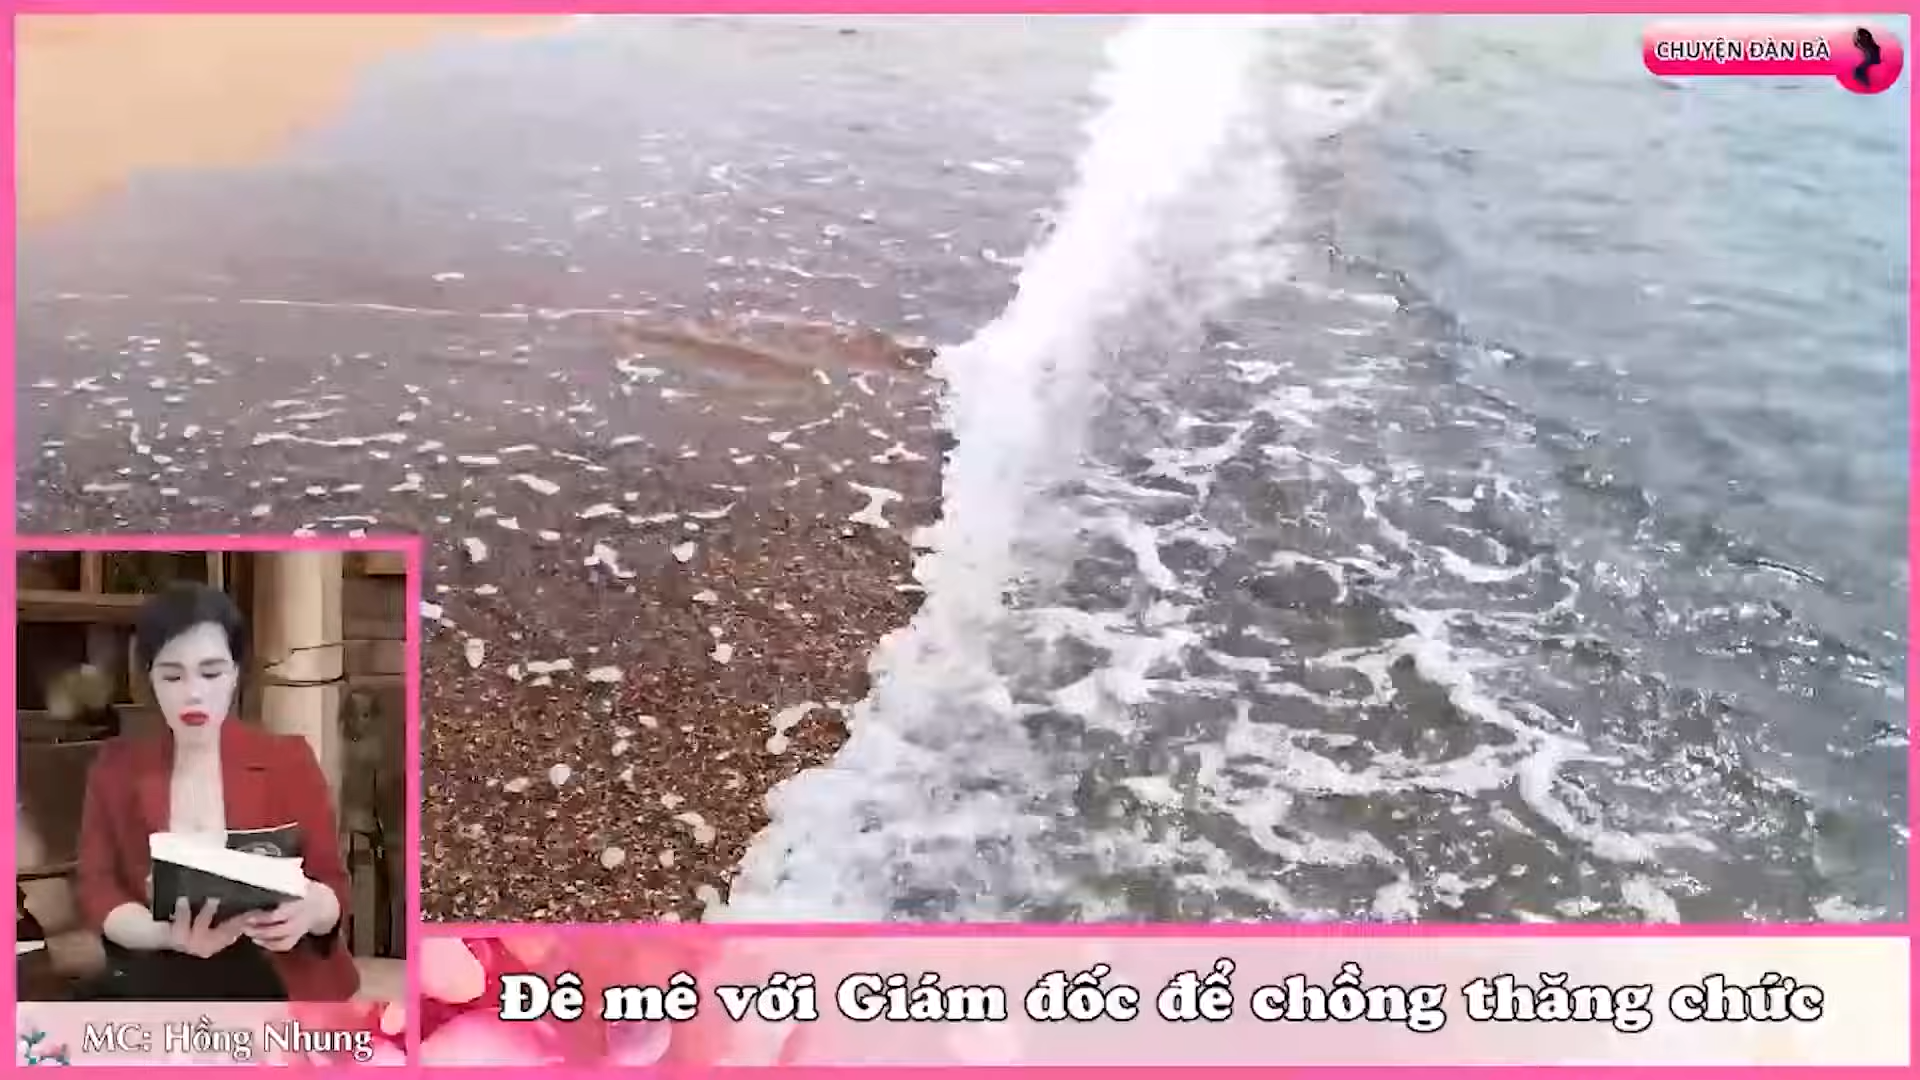 CHUYỆN ĐÀN BÀ
MC: Hồng Nhung
Đê mê với Giám đốc để chồng thăng chức